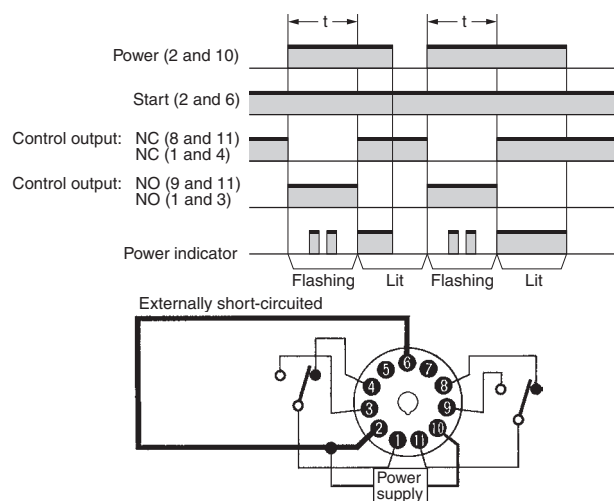 t
t
Power (2 and 10)
Start (2 and 6)
Control output: NC (8 and 11)
NC (1 and 4)
Control output: NO (9 and 11)
NO (1 and 3)
Power indicator
Flashing
Lit
Flashing
Lit
Externally short-circuited
6
5
7
4
8
3
9
2
10
1
11
Power
supply